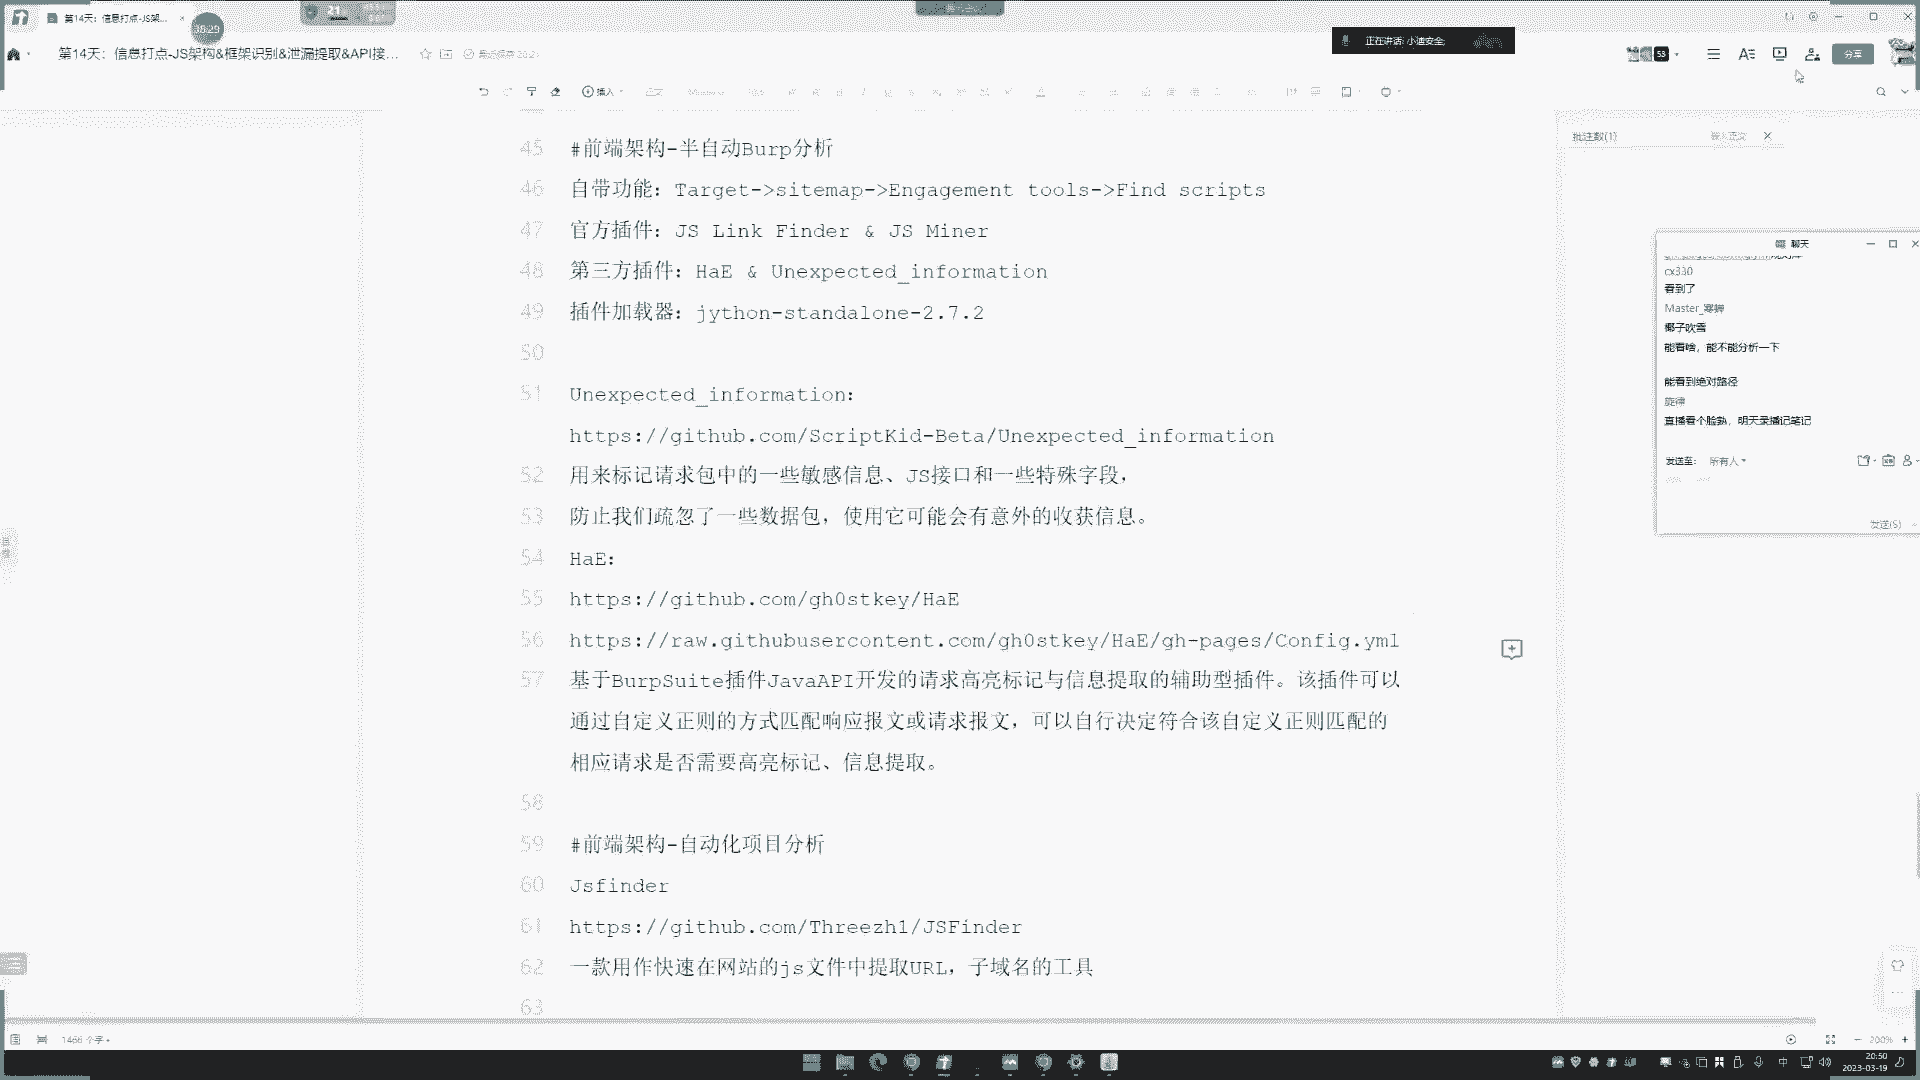 第14天：信息打点-JS架...
38:29
正在讲话: 小迪安全;
第14天：信息打点-JS架构&框架识别&泄漏提取&API接...
53
分享
插入
批注数(1)
45 #前端架构-半自动Burp分析
46 自带功能：Target->sitemap->Engagement tools->Find scripts
47 官方插件：JS Link Finder & JS Miner
48 第三方插件：HaE & Unexpected_information
49 插件加载器：jython-standalone-2.7.2
50
51 Unexpected_information:
https://github.com/ScriptKid-Beta/Unexpected_information
52 用来标记请求包中的一些敏感信息、JS接口和一些特殊字段，
53 防止我们疏忽了一些数据包，使用它可能会有意外的收获信息。
54 HaE:
55 https://github.com/gh0stkey/HaE
56 https://raw.githubusercontent.com/gh0stkey/HaE/gh-pages/Config.yml
57 基于BurpSuite插件JavaAPI开发的请求高亮标记与信息提取的辅助型插件。该插件可以
通过自定义正则的方式匹配响应报文或请求报文，可以自行决定符合该自定义正则匹配的
相应请求是否需要高亮标记、信息提取。
58
59 #前端架构-自动化项目分析
60 Jsfinder
61 https://github.com/Threezh1/JSFinder
62 一款用作快速在网站的js文件中提取URL，子域名的工具
63
聊天
cx330
看到了
Master_寒蝉
椰子吹雪
能看啥，能不能分析一下
能看到绝对路径
旋律
直播看个脸熟，明天录播记笔记
发送至: 所有人
发送(S)
1466 个字
200%
中
20:50
2023-03-19